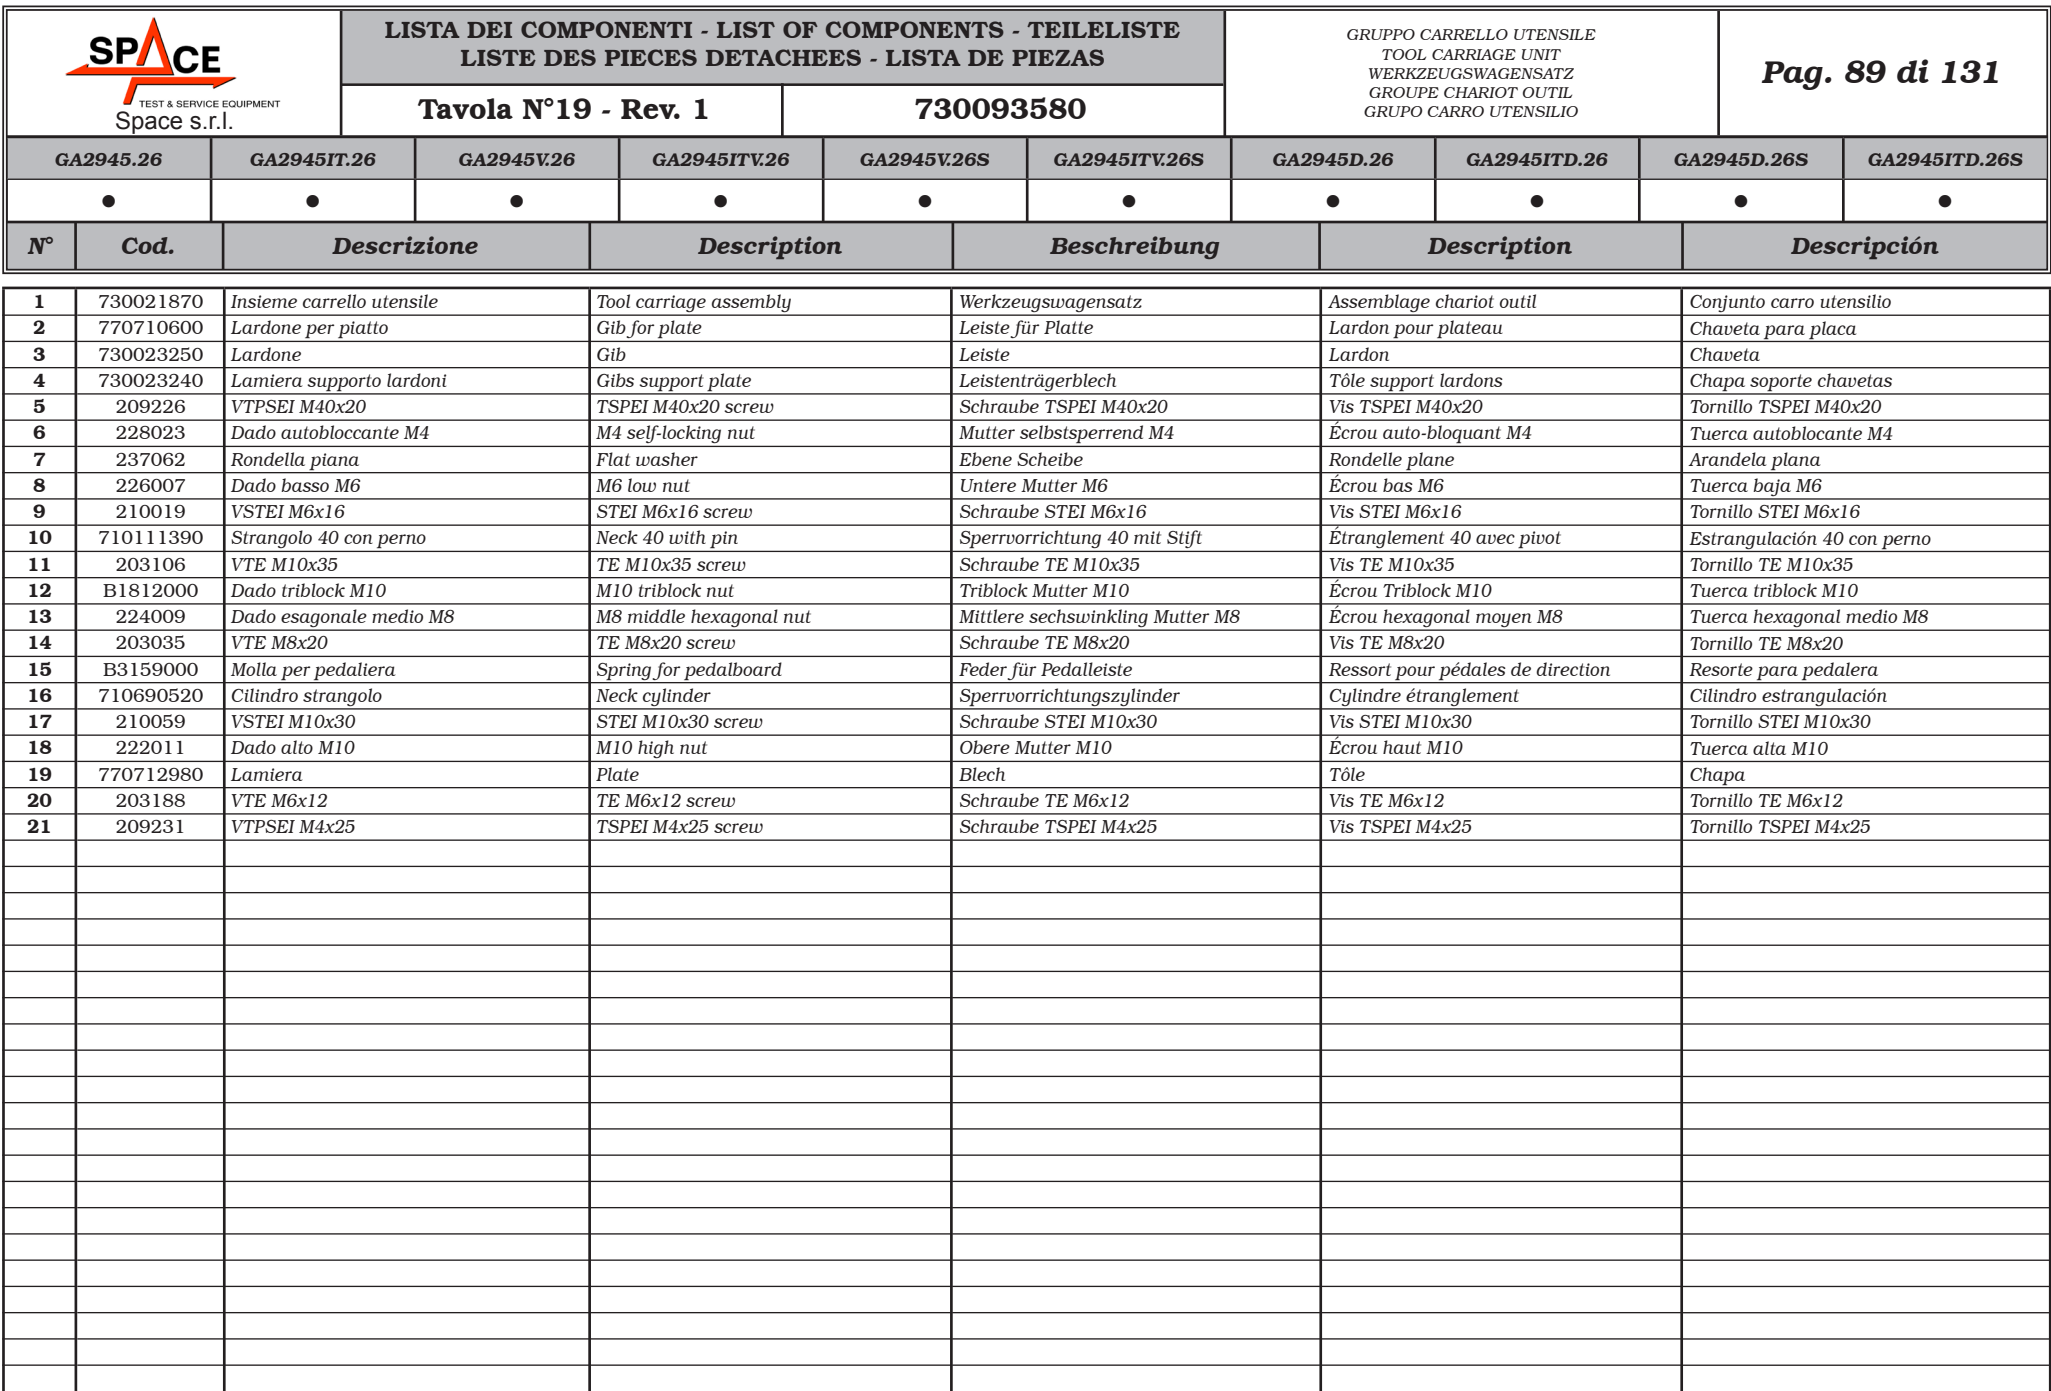 SPACE
TEST & SERVICE EQUIPMENT
Space s.r.l.
LISTA DEI COMPONENTI - LIST OF COMPONENTS - TEILELISTE
LISTE DES PIECES DETACHEES - LISTA DE PIEZAS
Tavola N°19 - Rev. 1 730093580
GRUPPO CARRELLO UTENSILE
TOOL CARRIAGE UNIT
WERKZEUGSWAGENSATZ
GROUPE CHARIOT OUTIL
GRUPO CARRO UTENSILIO
Pag. 89 di 131
GA2945.26 GA2945IT.26 GA2945V.26 GA2945ITV.26 GA2945V.26S GA2945ITV.26S GA2945D.26 GA2945ITD.26 GA2945D.26S GA2945ITD.26S
● ● ● ● ● ● ● ● ● ●
N° Cod. Descrizione Description Beschreibung Description Descripción
1 730021870 Insieme carrello utensile Tool carriage assembly Werkzeugswagensatz Assemblage chariot outil Conjunto carro utensilio
2 770710600 Lardone per piatto Gib for plate Leiste für Platte Lardon pour plateau Chaveta para placa
3 730023250 Lardone Gib Leiste Lardon Chaveta
4 730023240 Lamiera supporto lardoni Gibs support plate Leistenträgerblech Tôle support lardons Chapa soporte chavetas
5 209226 VTPSEI M40x20 TSPEI M40x20 screw Schraube TSPEI M40x20 Vis TSPEI M40x20 Tornillo TSPEI M40x20
6 228023 Dado autobloccante M4 M4 self-locking nut Mutter selbstsperrend M4 Écrou auto-bloquant M4 Tuerca autoblocante M4
7 237062 Rondella piana Flat washer Ebene Scheibe Rondelle plane Arandela plana
8 226007 Dado basso M6 M6 low nut Untere Mutter M6 Écrou bas M6 Tuerca baja M6
9 210019 VSTEI M6x16 STEI M6x16 screw Schraube STEI M6x16 Vis STEI M6x16 Tornillo STEI M6x16
10 710111390 Strangolo 40 con perno Neck 40 with pin Sperrvorrichtung 40 mit Stift Étranglement 40 avec pivot Estrangulación 40 con perno
11 203106 VTE M10x35 TE M10x35 screw Schraube TE M10x35 Vis TE M10x35 Tornillo TE M10x35
12 B1812000 Dado triblock M10 M10 triblock nut Triblock Mutter M10 Écrou Triblock M10 Tuerca triblock M10
13 224009 Dado esagonale medio M8 M8 middle hexagonal nut Mittlere sechswinkling Mutter M8 Écrou hexagonal moyen M8 Tuerca hexagonal medio M8
14 203035 VTE M8x20 TE M8x20 screw Schraube TE M8x20 Vis TE M8x20 Tornillo TE M8x20
15 B3159000 Molla per pedaliera Spring for pedalboard Feder für Pedalleiste Ressort pour pédales de direction Resorte para pedalera
16 710690520 Cilindro strangolo Neck cylinder Sperrvorrichtungszylinder Cylindre étranglement Cilindro estrangulación
17 210059 VSTEI M10x30 STEI M10x30 screw Schraube STEI M10x30 Vis STEI M10x30 Tornillo STEI M10x30
18 222011 Dado alto M10 M10 high nut Obere Mutter M10 Écrou haut M10 Tuerca alta M10
19 770712980 Lamiera Plate Blech Tôle Chapa
20 203188 VTE M6x12 TE M6x12 screw Schraube TE M6x12 Vis TE M6x12 Tornillo TE M6x12
21 209231 VTPSEI M4x25 TSPEI M4x25 screw Schraube TSPEI M4x25 Vis TSPEI M4x25 Tornillo TSPEI M4x25